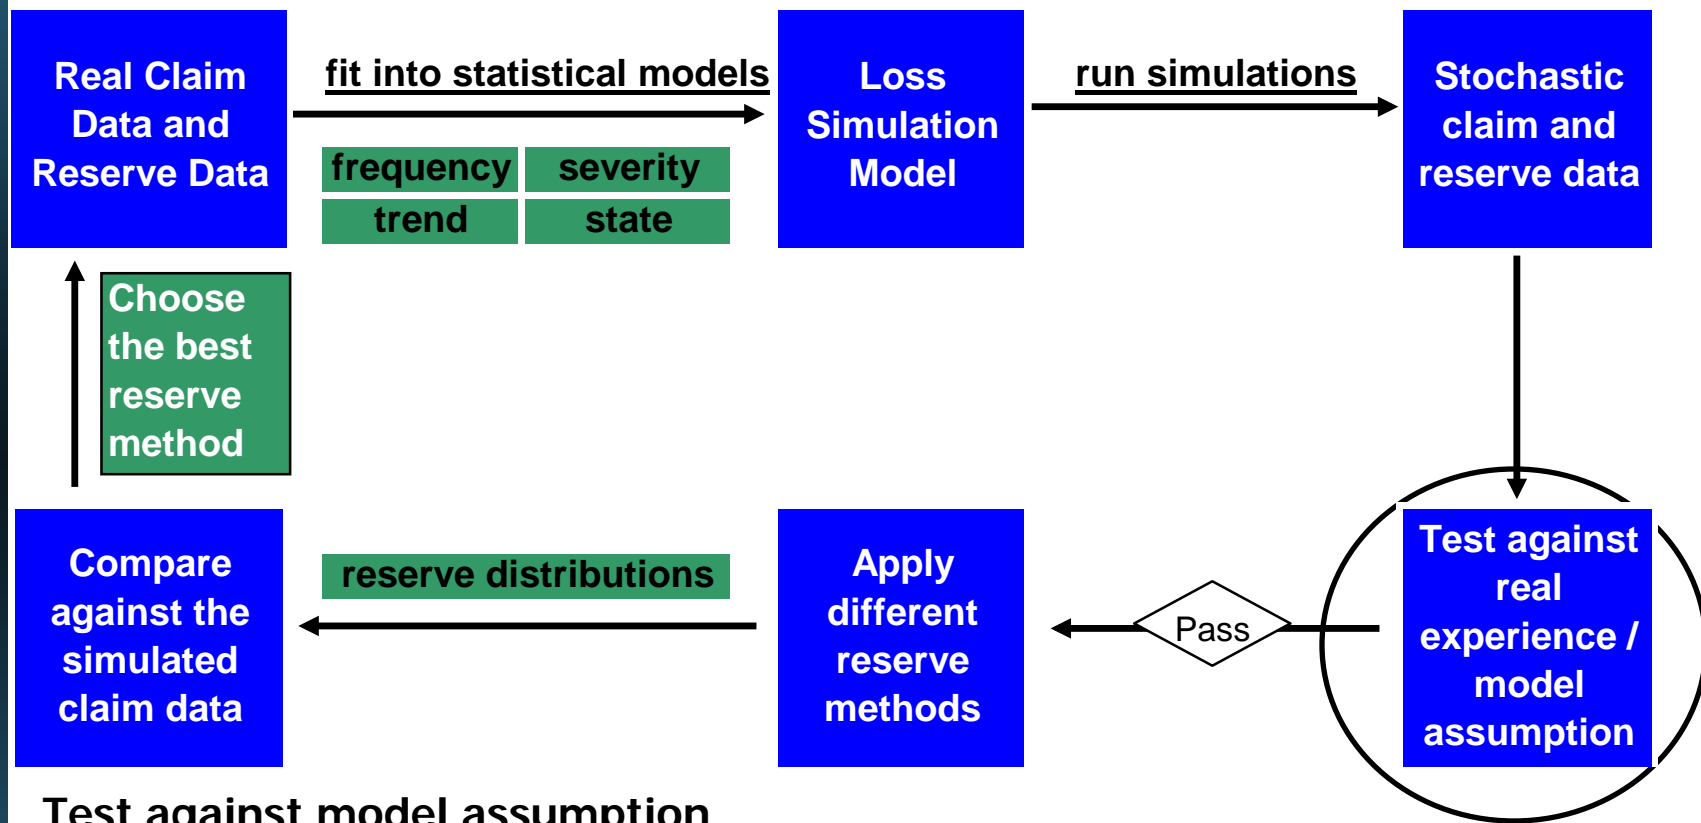 Real Claim
Data and
Reserve Data
fit into statistical models
frequency
severity
trend
state
Loss
Simulation
Model
run simulations
Stochastic
claim and
reserve data
Test against
real
experience /
model
assumption
Pass
Apply
different
reserve
methods
reserve distributions
Compare
against the
simulated
claim data
Choose
the best
reserve
method
Test against model assumption